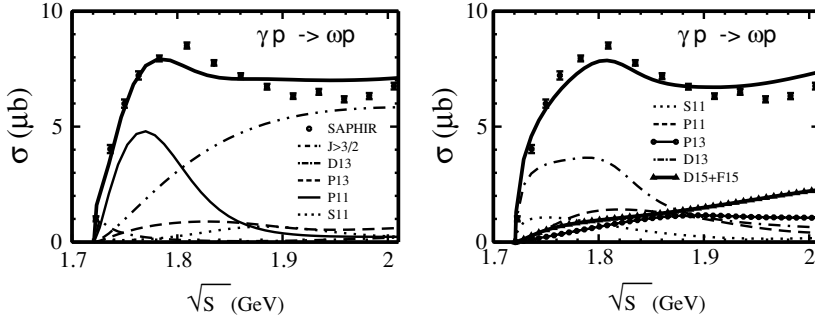 γ p -> ωp
10
5
0
σ (μb)
SAPHIR
J>3/2
D13
P13
P11
S11
1.7 1.8 1.9 2
√S (GeV)
γ p -> ωp
10
5
0
σ (μb)
S11
P11
P13
D13
D15+F15
1.7 1.8 1.9 2
√S (GeV)